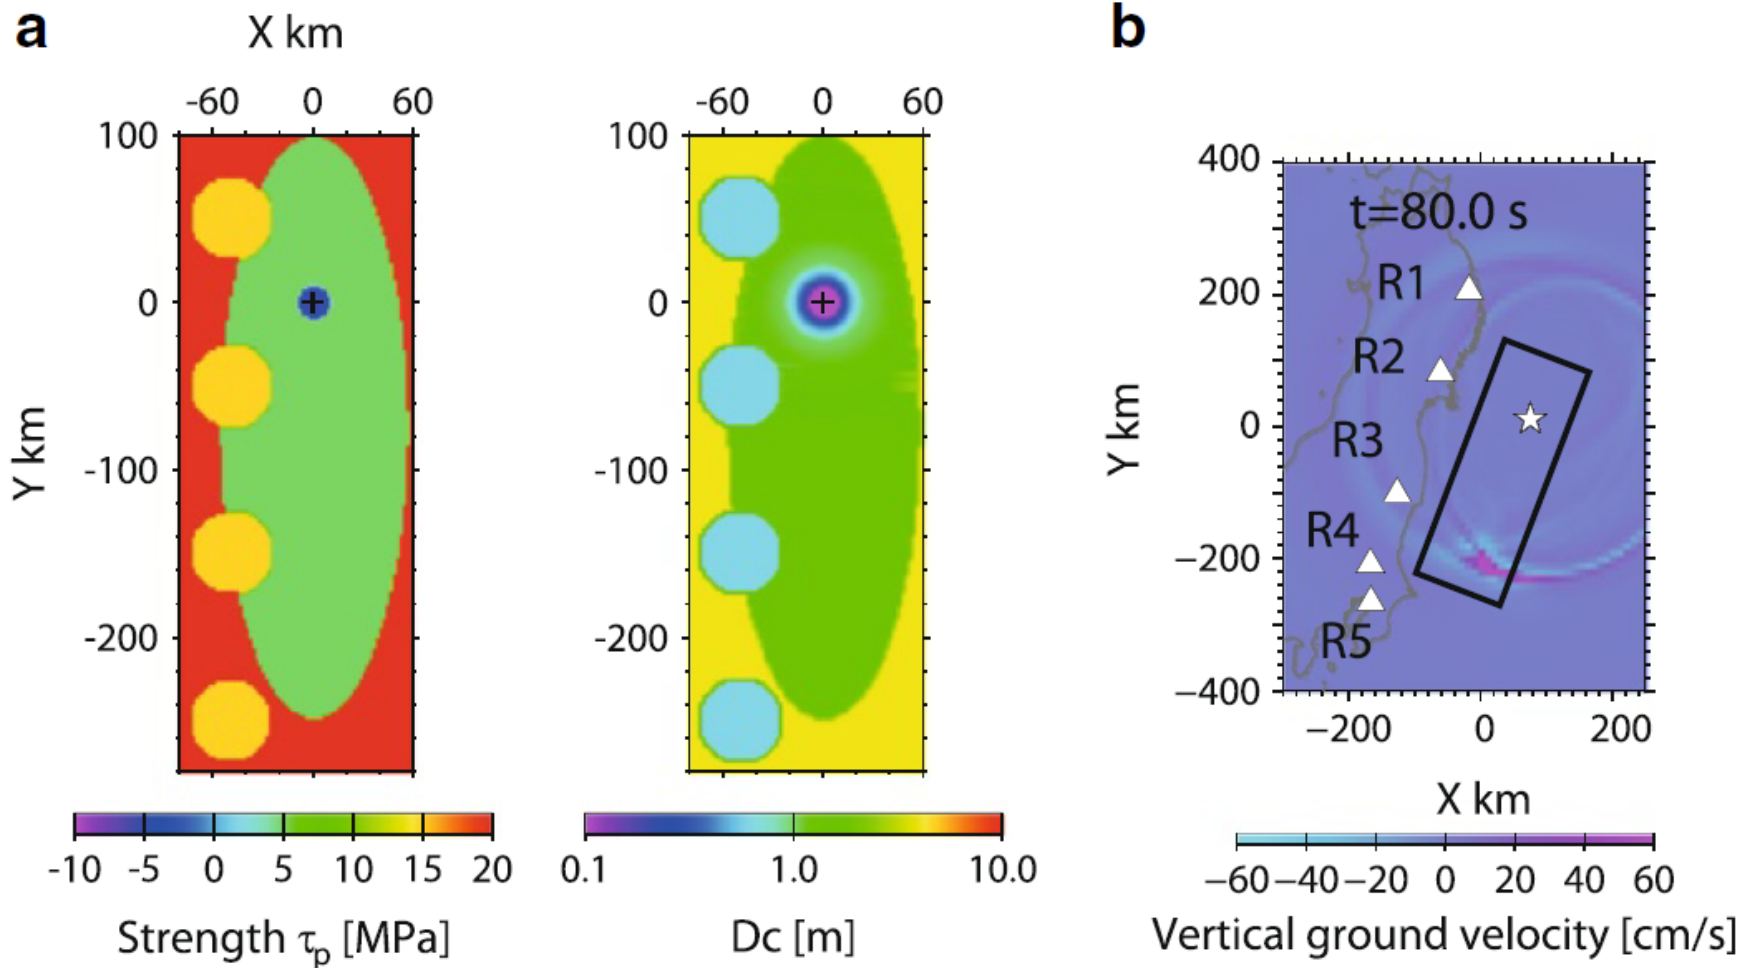 a
X km
-60 0 60
100
0
-100
-200
Y km
-10 -5 0 5 10 15 20
Strength τp [MPa]
-60 0 60
100
0
-100
-200
0.1 1.0 10.0
Dc [m]
b
400
200
0
−200
−400
Y km
t=80.0 s
R1
R2
R3
R4
R5
−200 0 200
X km
−60 −40 −20 0 20 40 60
Vertical ground velocity [cm/s]